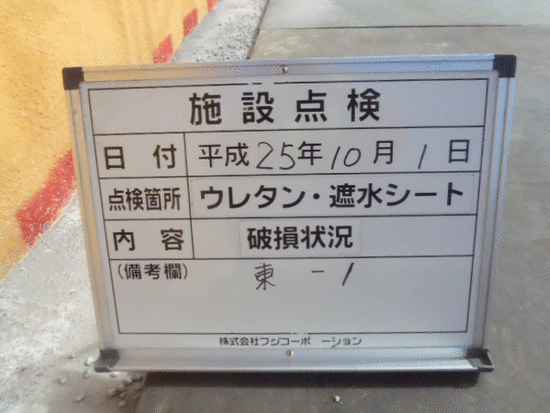 施設点検
日付 平成25年10月1日
点検箇所 ウレタン・遮水シート
内容 破損状況
(備考欄) 東-1
株式会社フジコーポ ーション